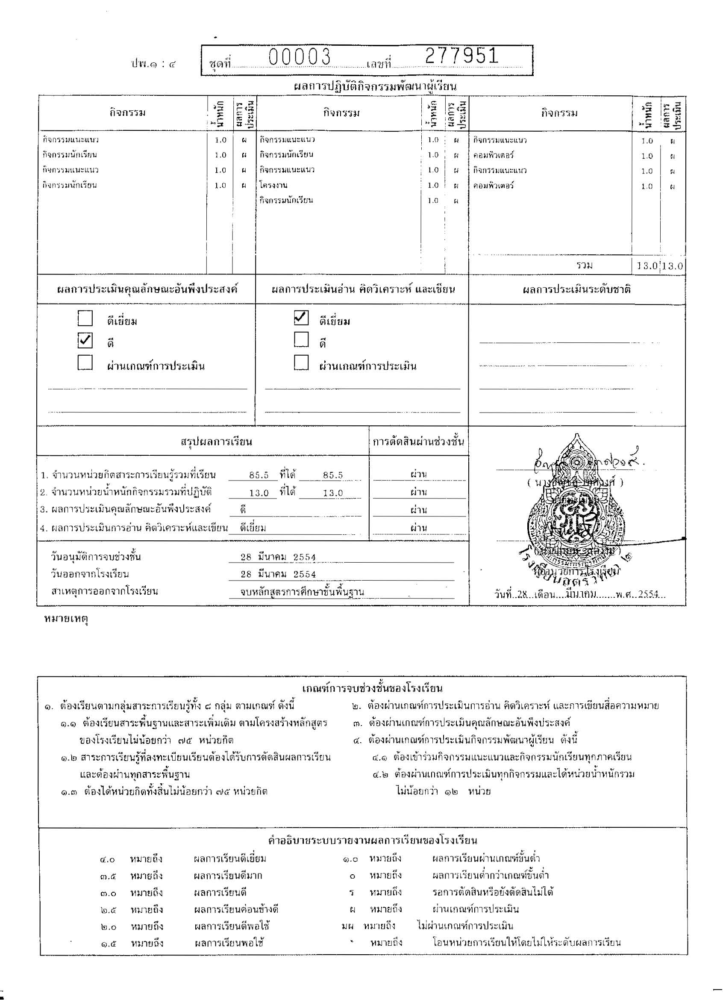 ปพ.๑ : ๔ ชุดที่ 00003 เลขที่ 277951
ผลการปฏิบัติกิจกรรมพัฒนาผู้เรียน
กิจกรรม น้ำหนัก ผลการประเมิน กิจกรรม น้ำหนัก ผลการประเมิน กิจกรรม น้ำหนัก ผลการประเมิน
กิจกรรมแนะแนว 1.0 ผ กิจกรรมแนะแนว 1.0 ผ กิจกรรมแนะแนว 1.0 ผ
กิจกรรมนักเรียน 1.0 ผ กิจกรรมนักเรียน 1.0 ผ คอมพิวเตอร์ 1.0 ผ
กิจกรรมแนะแนว 1.0 ผ กิจกรรมแนะแนว 1.0 ผ กิจกรรมแนะแนว 1.0 ผ
กิจกรรมนักเรียน 1.0 ผ โครงงาน 1.0 ผ คอมพิวเตอร์ 1.0 ผ
กิจกรรมนักเรียน 1.0 ผ
รวม 13.0 13.0
ผลการประเมินคุณลักษณะอันพึงประสงค์ ผลการประเมินอ่าน คิดวิเคราะห์ และเขียน ผลการประเมินระดับชาติ
ดีเยี่ยม ดีเยี่ยม
ดี ดี
ผ่านเกณฑ์การประเมิน ผ่านเกณฑ์การประเมิน
สรุปผลการเรียน การตัดสินผ่านช่วงชั้น
1. จำนวนหน่วยกิตสาระการเรียนรู้รวมที่เรียน 85.5 ที่ได้ 85.5 ผ่าน
2. จำนวนหน่วยน้ำหนักกิจกรรมรวมที่ปฏิบัติ 13.0 ที่ได้ 13.0 ผ่าน
3. ผลการประเมินคุณลักษณะอันพึงประสงค์ ดี ผ่าน
4. ผลการประเมินการอ่าน คิดวิเคราะห์และเขียน ดีเยี่ยม ผ่าน
นายทะเบียน
วันอนุมัติการจบช่วงชั้น 28 มีนาคม 2554
วันออกจากโรงเรียน 28 มีนาคม 2554
ผู้อำนวยการโรงเรียน
สาเหตุการออกจากโรงเรียน จบหลักสูตรการศึกษาขั้นพื้นฐาน
วันที่..28...เดือน....มีนาคม.......พ.ศ..2554...
หมายเหตุ
เกณฑ์การจบช่วงชั้นของโรงเรียน
๑. ต้องเรียนตามกลุ่มสาระการเรียนรู้ทั้ง ๘ กลุ่ม ตามเกณฑ์ ดังนี้
๑.๑ ต้องเรียนสาระพื้นฐานและสาระเพิ่มเติม ตามโครงสร้างหลักสูตร
ของโรงเรียนไม่น้อยกว่า ๗๕ หน่วยกิต
๑.๒ สาระการเรียนรู้ที่ลงทะเบียนเรียนต้องได้รับการตัดสินผลการเรียน
และต้องผ่านทุกสาระพื้นฐาน
๑.๓ ต้องได้หน่วยกิตทั้งสิ้นไม่น้อยกว่า ๗๕ หน่วยกิต
๒. ต้องผ่านเกณฑ์การประเมินการอ่าน คิดวิเคราะห์ และการเขียนสื่อความหมาย
๓. ต้องผ่านเกณฑ์การประเมินคุณลักษณะอันพึงประสงค์
๔. ต้องผ่านเกณฑ์การประเมินกิจกรรมพัฒนาผู้เรียน ดังนี้
๔.๑ ต้องเข้าร่วมกิจกรรมแนะแนวและกิจกรรมนักเรียนทุกภาคเรียน
๔.๒ ต้องผ่านเกณฑ์การประเมินทุกกิจกรรมและได้หน่วยน้ำหนักรวม
ไม่น้อยกว่า ๑๒ หน่วย
คำอธิบายระบบรายงานผลการเรียนของโรงเรียน
๔.๐ หมายถึง ผลการเรียนดีเยี่ยม ๑.๐ หมายถึง ผลการเรียนผ่านเกณฑ์ขั้นต่ำ
๓.๕ หมายถึง ผลการเรียนดีมาก ๐ หมายถึง ผลการเรียนต่ำกว่าเกณฑ์ขั้นต่ำ
๓.๐ หมายถึง ผลการเรียนดี ร หมายถึง รอการตัดสินหรือยังตัดสินไม่ได้
๒.๕ หมายถึง ผลการเรียนค่อนข้างดี ผ หมายถึง ผ่านเกณฑ์การประเมิน
๒.๐ หมายถึง ผลการเรียนดีพอใช้ มผ หมายถึง ไม่ผ่านเกณฑ์การประเมิน
๑.๕ หมายถึง ผลการเรียนพอใช้ * หมายถึง โอนหน่วยการเรียนให้โดยไม่ให้ระดับผลการเรียน